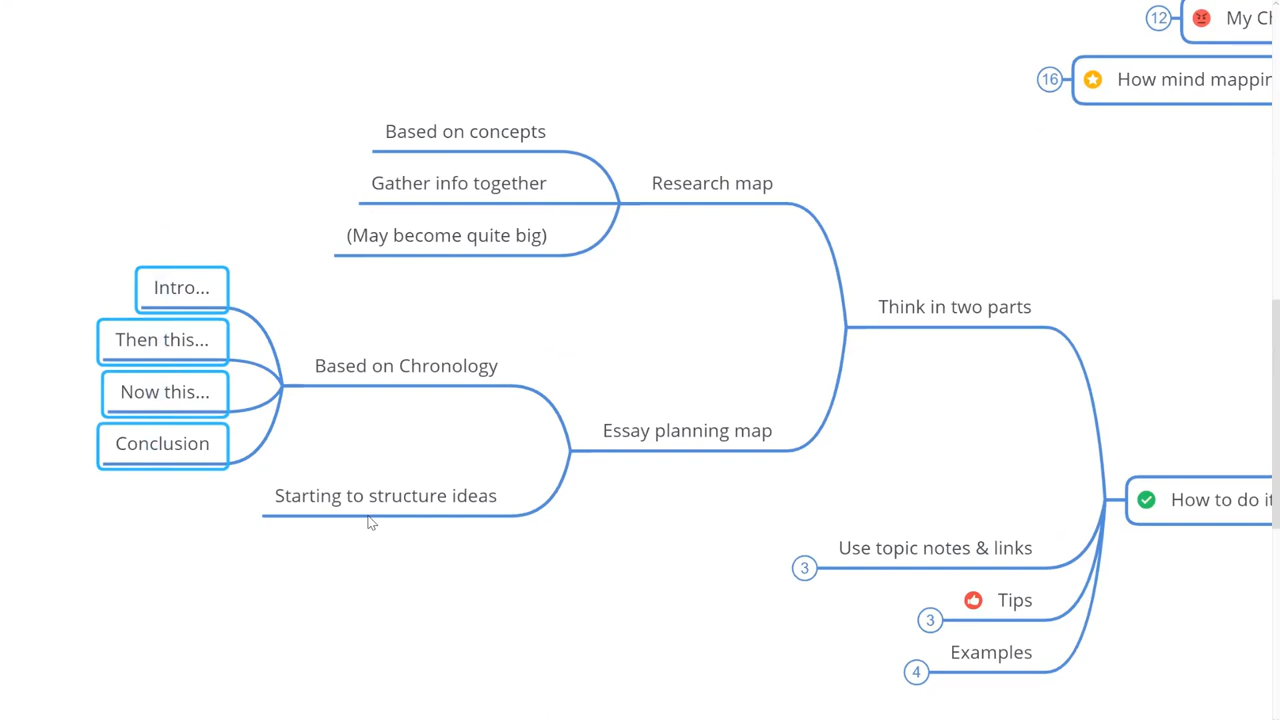 12
My Ch
16
How mind mappin
Based on concepts
Gather info together
Research map
(May become quite big)
Intro...
Think in two parts
Then this...
Based on Chronology
Now this...
Essay planning map
Conclusion
Starting to structure ideas
How to do it
Use topic notes & links
3
Tips
3
Examples
4